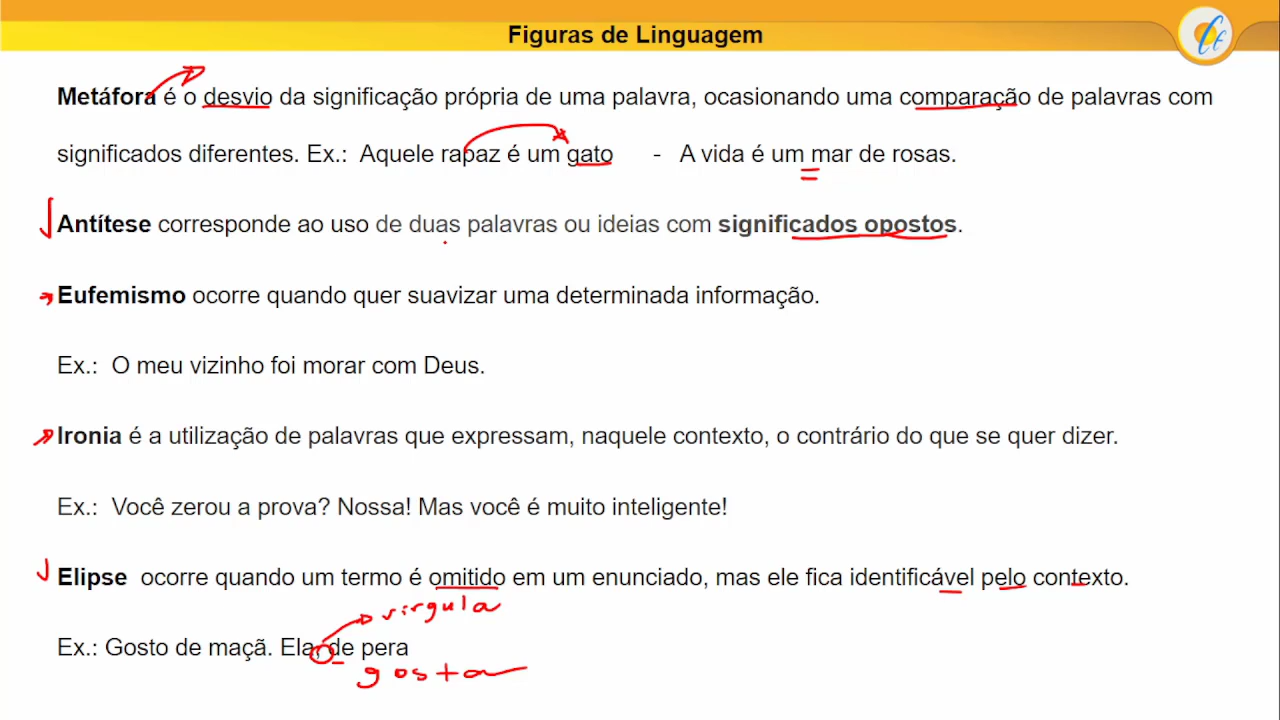 Figuras de Linguagem
Metáfora é o desvio da significação própria de uma palavra, ocasionando uma comparação de palavras com
significados diferentes. Ex.: Aquele rapaz é um gato - A vida é um mar de rosas.
Antítese corresponde ao uso de duas palavras ou ideias com significados opostos.
Eufemismo ocorre quando quer suavizar uma determinada informação.
Ex.: O meu vizinho foi morar com Deus.
Ironia é a utilização de palavras que expressam, naquele contexto, o contrário do que se quer dizer.
Ex.: Você zerou a prova? Nossa! Mas você é muito inteligente!
Elipse ocorre quando um termo é omitido em um enunciado, mas ele fica identificável pelo contexto.
virgula
Ex.: Gosto de maçã. Ela, de pera
gosta